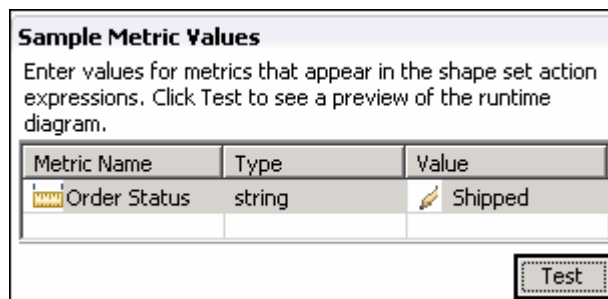 Sample Metric Values
Enter values for metrics that appear in the shape set action
expressions. Click Test to see a preview of the runtime
diagram.
Metric Name Type Value
Order Status string Shipped
Test